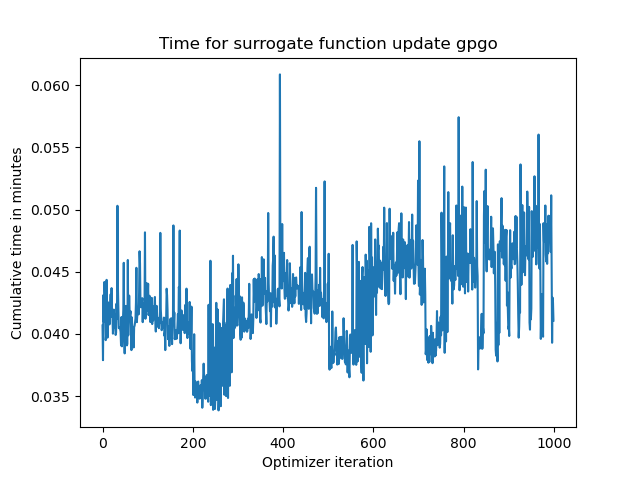 Time for surrogate function update gpgo
Cumulative time in minutes
0.060
0.055
0.050
0.045
0.040
0.035
0 200 400 600 800 1000
Optimizer iteration